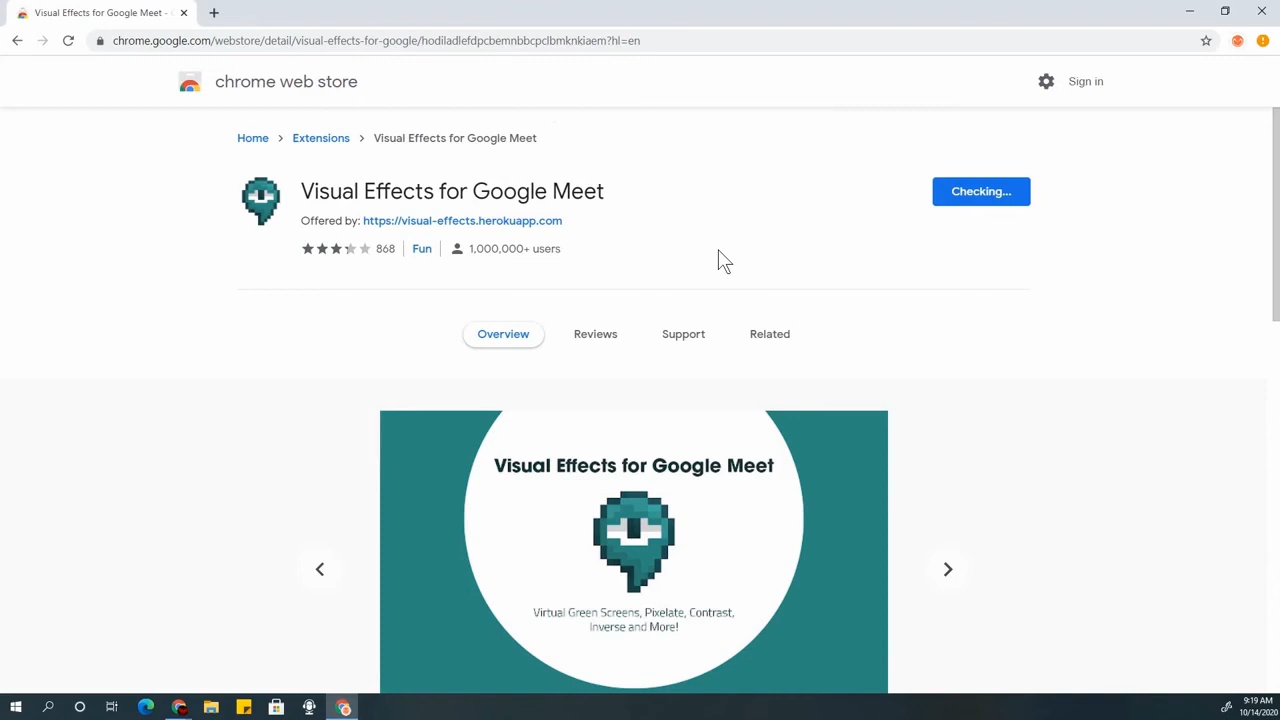 Visual Effects for Google Meet -
chrome.google.com/webstore/detail/visual-effects-for-google/hodiladlefdpcbemnbbcpclbmknkiaem?hl=en
chrome web store
Sign in
Home > Extensions > Visual Effects for Google Meet
Visual Effects for Google Meet
Checking...
Offered by: https://visual-effects.herokuapp.com
868 Fun 1,000,000+ users
Overview Reviews Support Related
Visual Effects for Google Meet
Virtual Green Screens, Pixelate, Contrast,
Inverse and More!
9:19 AM
10/14/2020